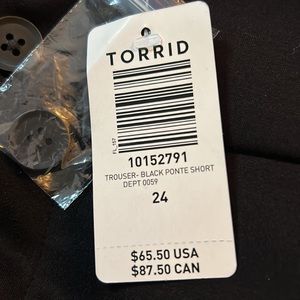 TORRID
10152791
TROUSER- BLACK PONTE SHORT
DEPT 0059
24
$65.50 USA
$87.50 CAN